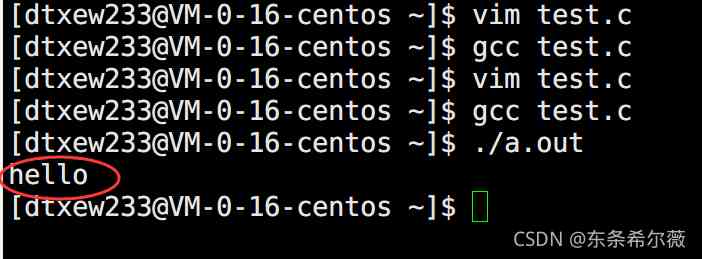 [dtxew233@VM-0-16-centos ~]$ vim test.c
[dtxew233@VM-0-16-centos ~]$ gcc test.c
[dtxew233@VM-0-16-centos ~]$ vim test.c
[dtxew233@VM-0-16-centos ~]$ gcc test.c
[dtxew233@VM-0-16-centos ~]$ ./a.out
hello
[dtxew233@VM-0-16-centos ~]$
CSDN @东条希尔薇